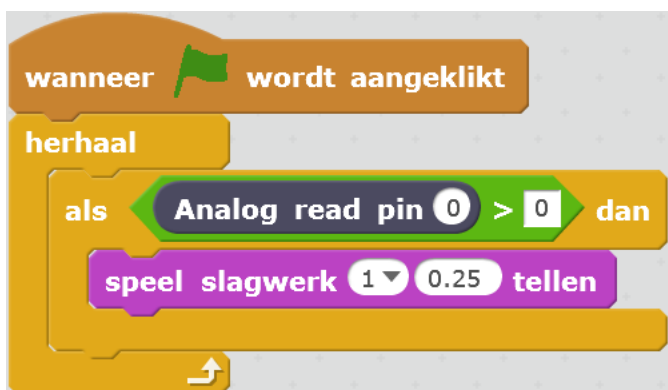 wanneer wordt aangeklikt
herhaal
als Analog read pin 0 > 0 dan
speel slagwerk 1 0.25 tellen